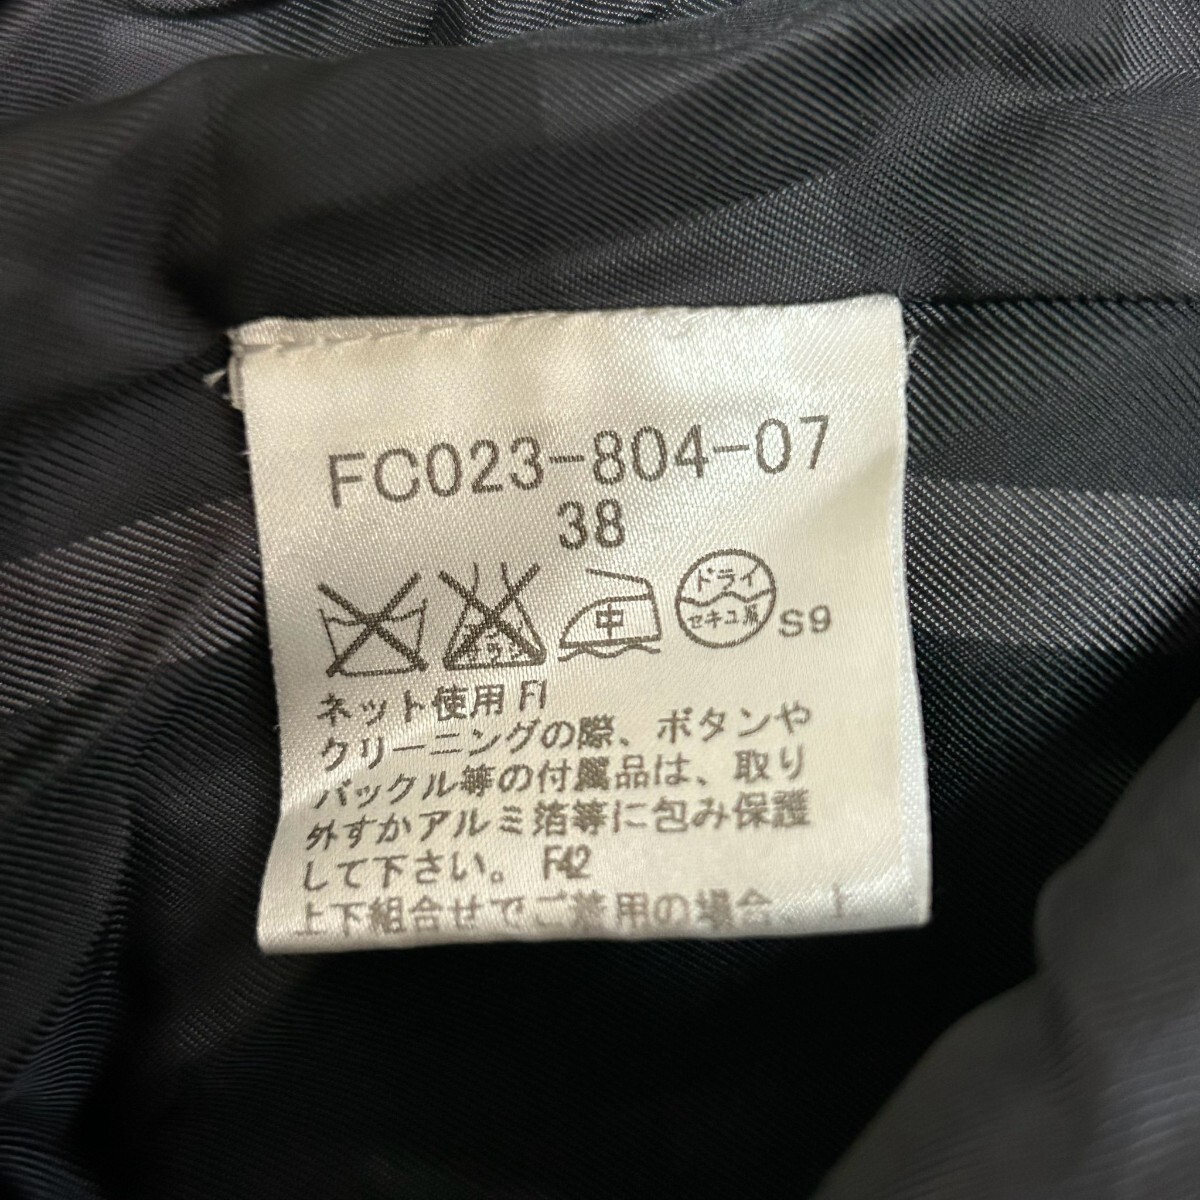 FC023-804-07
38
中 ドライ
セキユ系 S9
ネット使用 F1
クリーニングの際、ボタンや
バックル等の付属品は、取り
外すかアルミ箔等に包み保護
して下さい。 F42
上下組合せでご着用の場合、上